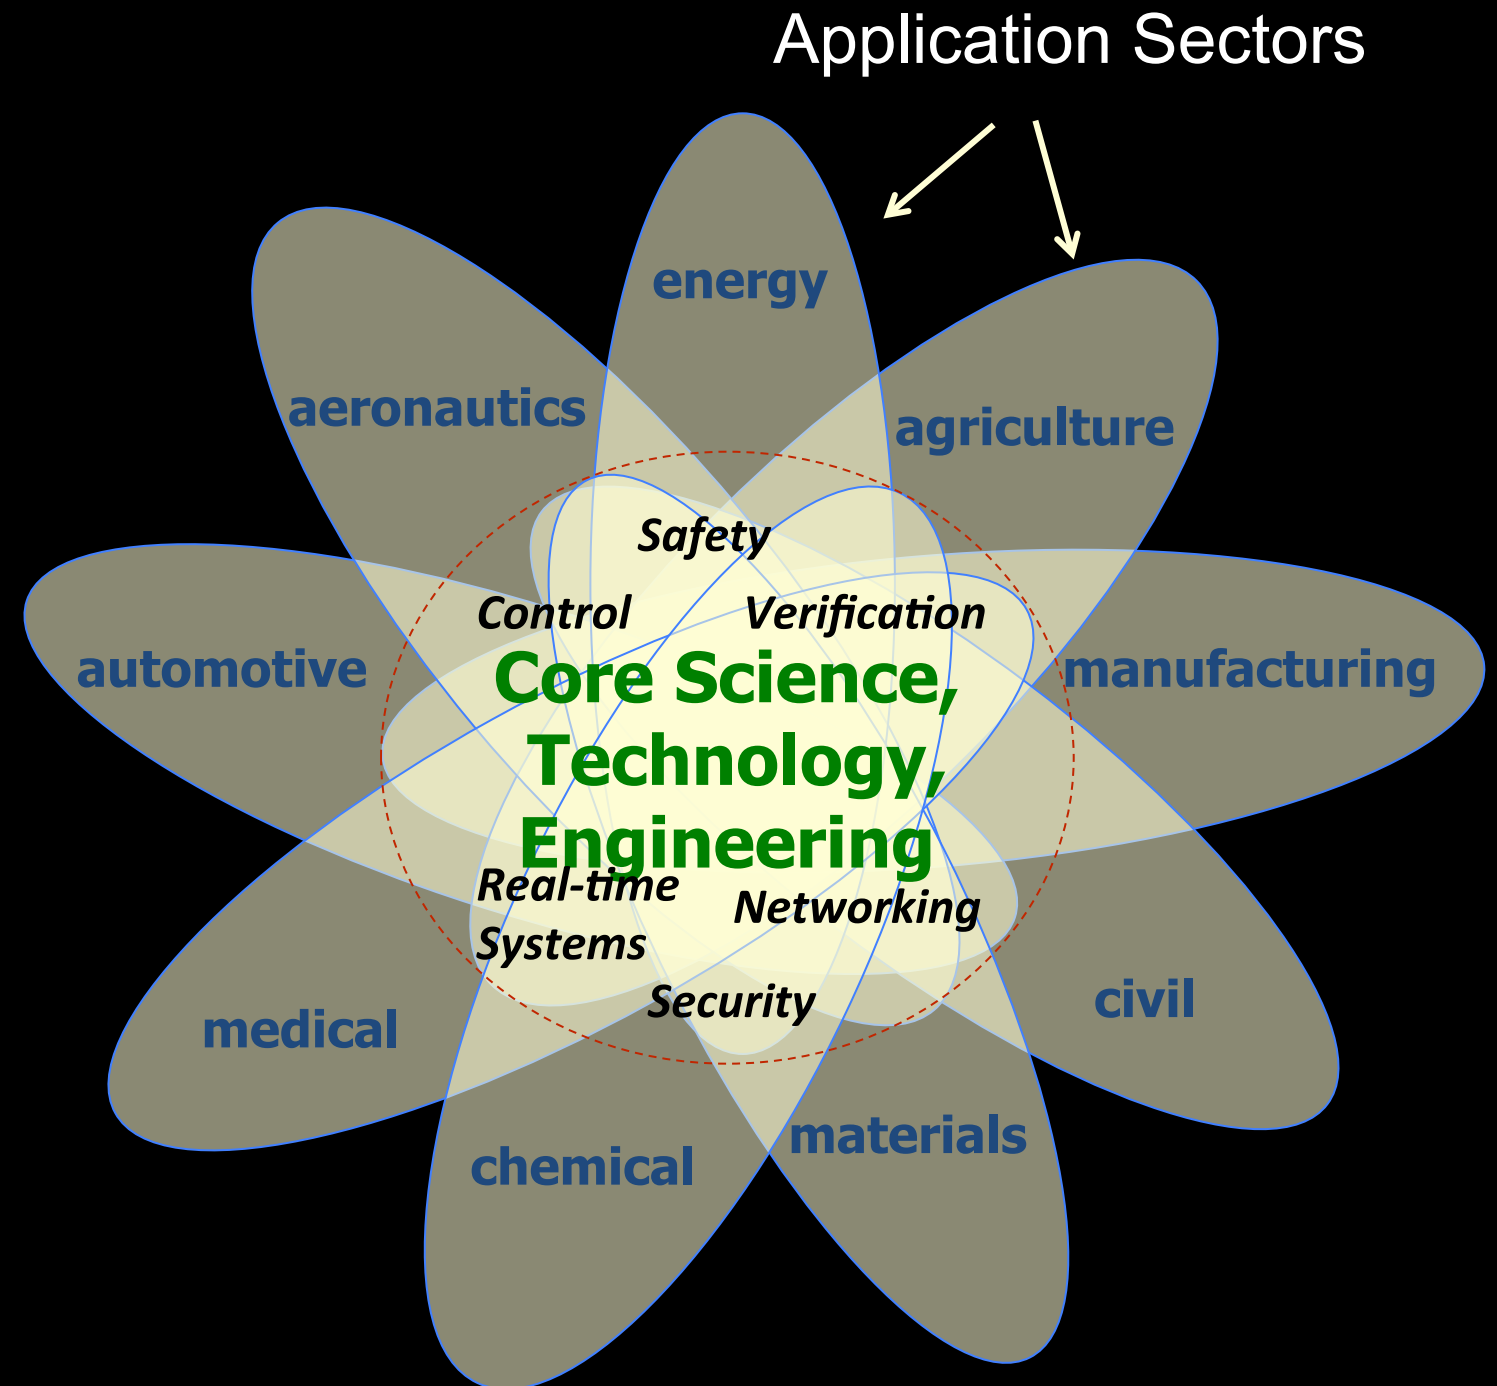 Application Sectors
energy
aeronautics
agriculture
Safety
Control
Verification
Core Science,
Technology,
Engineering
automotive
manufacturing
Real-time
Systems
Networking
Security
medical
civil
chemical
materials